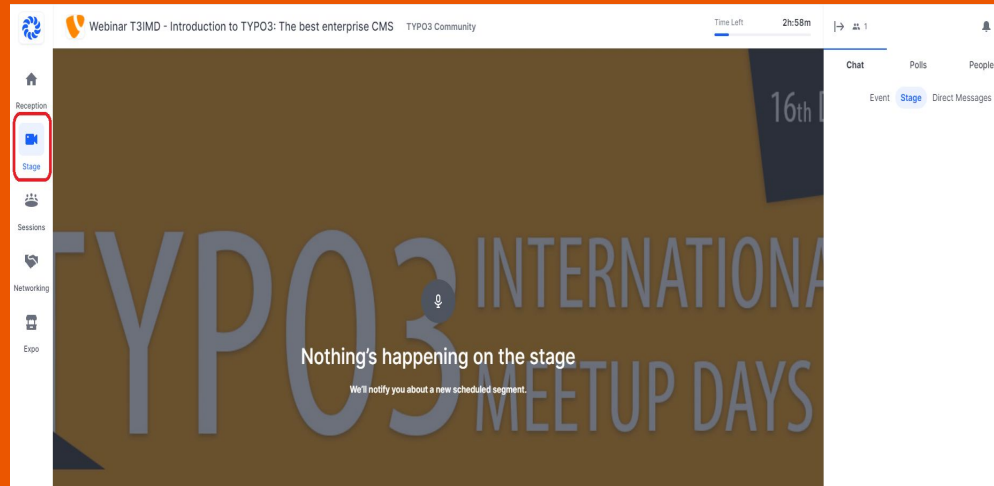 Webinar T3IMD - Introduction to TYPO3: The best enterprise CMS TYPO3 Community
Time Left 2h:58m
1
Reception
Stage
Sessions
Networking
Expo
16th
TYPO3 INTERNATIONA
MEETUP DAYS
Nothing's happening on the stage
We'll notify you about a new scheduled segment.
Chat Polls People
Event Stage Direct Messages